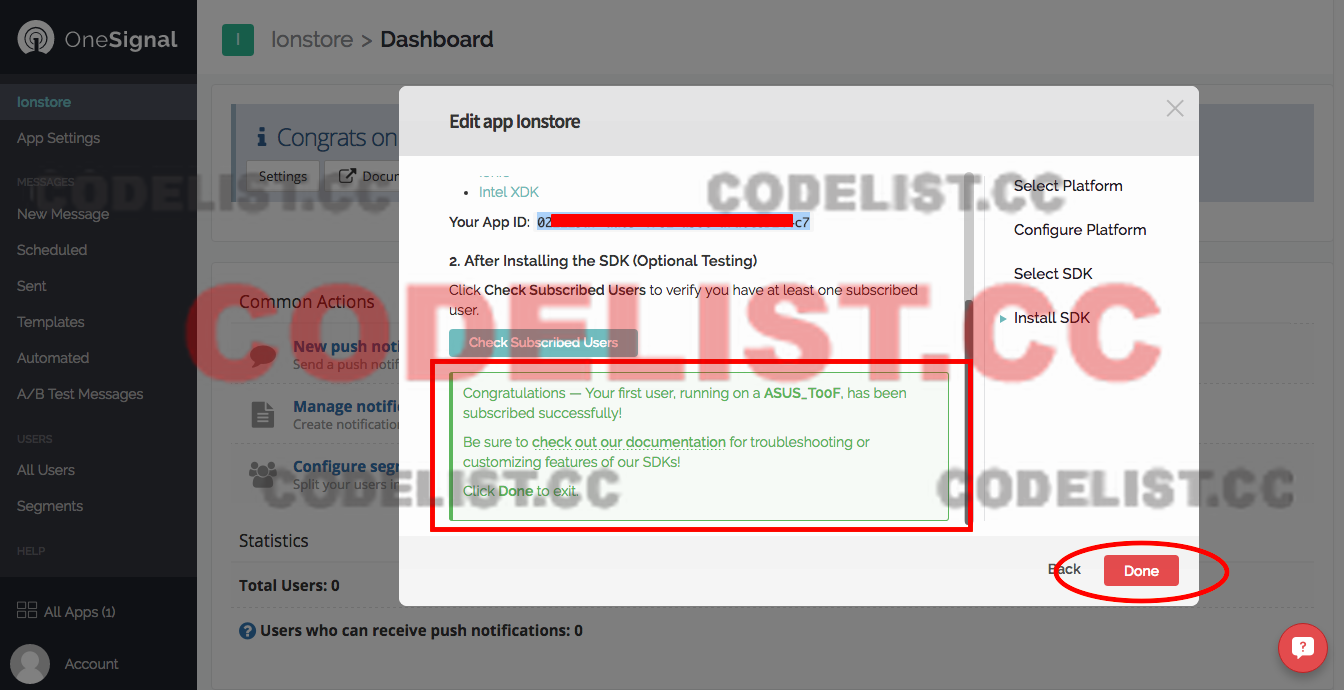 OneSignal
I
Ionstore > Dashboard
Ionstore
App Settings
MESSAGES
New Message
Scheduled
Sent
Templates
Automated
A/B Test Messages
USERS
All Users
Segments
HELP
All Apps (1)
Account
Congrats on
Settings
Docur
Common Actions
New push noti
Send a push notif
Manage notifi
Create notification
Configure seg
Split your users in
Statistics
Total Users: 0
Users who can receive push notifications: 0
Edit app Ionstore
Intel XDK
Your App ID: 02
-c7
2. After Installing the SDK (Optional Testing)
Click Check Subscribed Users to verify you have at least one subscribed
user.
Check Subscribed Users
Congratulations — Your first user, running on a ASUS_T00F, has been
subscribed successfully!
Be sure to check out our documentation for troubleshooting or
customizing features of our SDKs!
Click Done to exit.
Select Platform
Configure Platform
Select SDK
Install SDK
Back
Done
CODELIST.CC
CODELIST.CC
CODELIST.CC
CODELIST.CC
CODELIST.CC